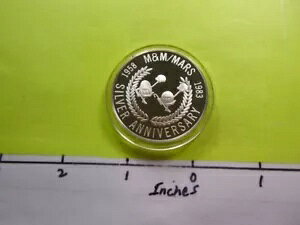 M&M/MARS
1958
1983
SILVER ANNIVERSARY
2 1 0 1
Inches